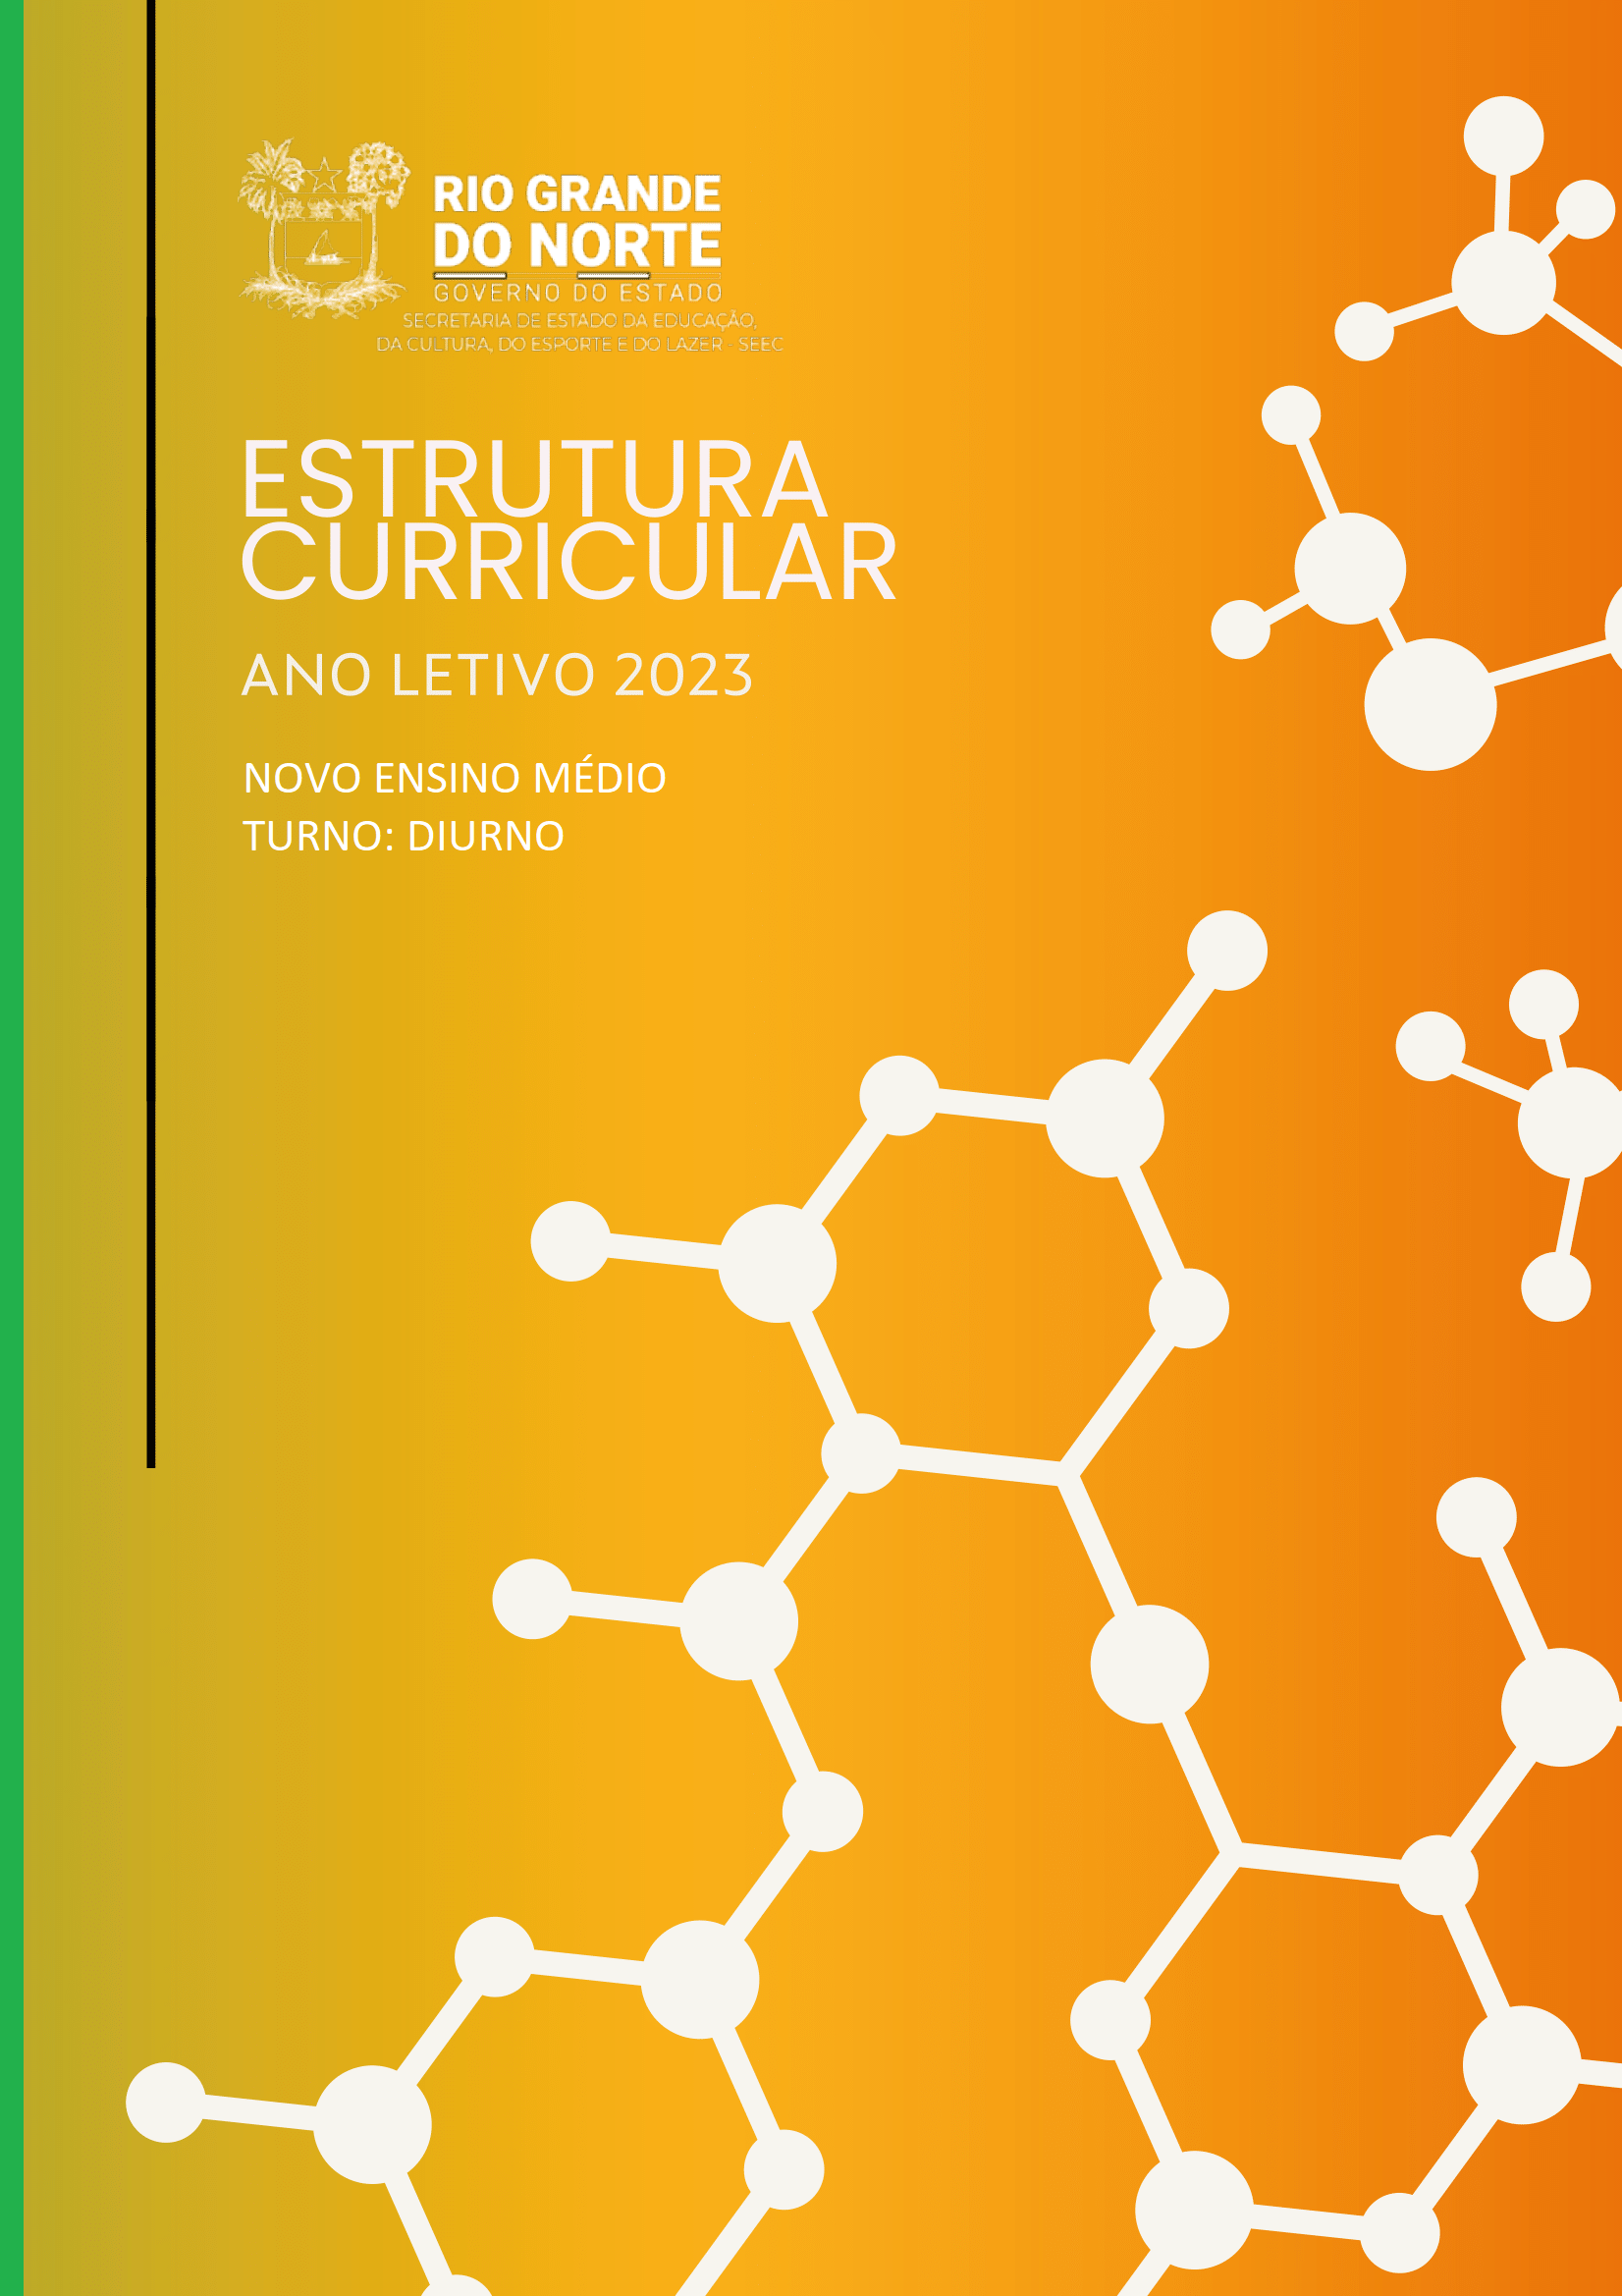 RIO GRANDE
DO NORTE
GOVERNO DO ESTADO
SECRETARIA DE ESTADO DA EDUCAÇÃO,
DA CULTURA, DO ESPORTE E DO LAZER - SEEC
ESTRUTURA
CURRICULAR
ANO LETIVO 2023
NOVO ENSINO MÉDIO
TURNO: DIURNO